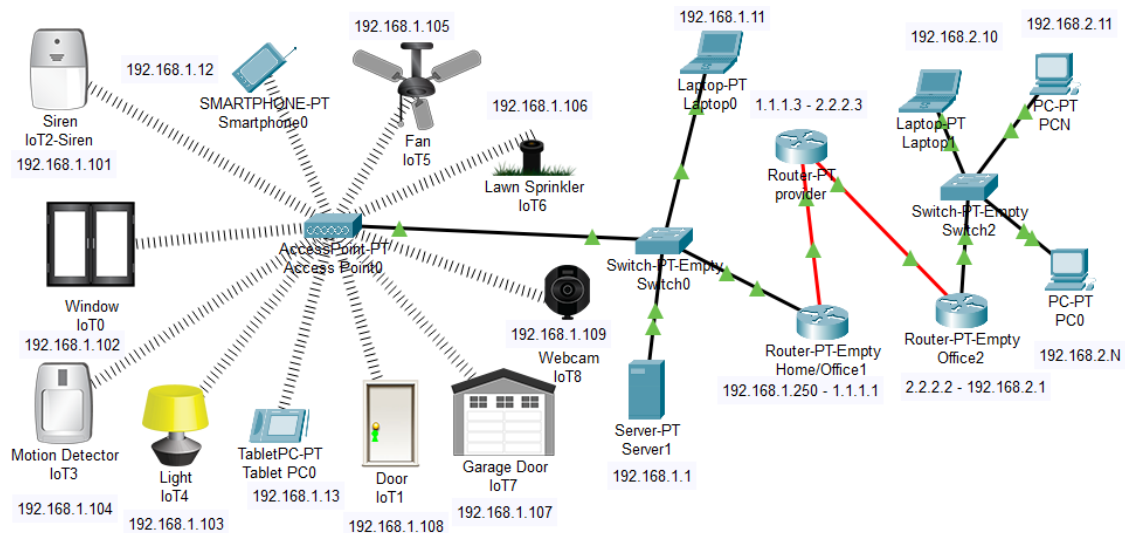 192.168.1.105
192.168.1.11
192.168.2.11
192.168.2.10
192.168.1.12
SMARTPHONE-PT
Smartphone0
Siren
IoT2-Siren
192.168.1.101
Fan
IoT5
192.168.1.106
Lawn Sprinkler
IoT6
Laptop-PT
Laptop0
1.1.1.3 - 2.2.2.3
Router-PT
provider
Laptop-PT
Laptop1
PC-PT
PCN
Switch-PT-Empty
Switch2
AccessPoint-PT
Access Point0
Switch-PT-Empty
Switch0
Window
IoT0
192.168.1.102
192.168.1.109
Webcam
IoT8
Router-PT-Empty
Home/Office1
192.168.1.250 - 1.1.1.1
Router-PT-Empty
Office2
2.2.2.2 - 192.168.2.1
PC-PT
PC0
192.168.2.N
Motion Detector
IoT3
192.168.1.104
Light
IoT4
192.168.1.103
TabletPC-PT
Tablet PC0
192.168.1.13
Door
IoT1
192.168.1.108
Garage Door
IoT7
192.168.1.107
Server-PT
Server1
192.168.1.1